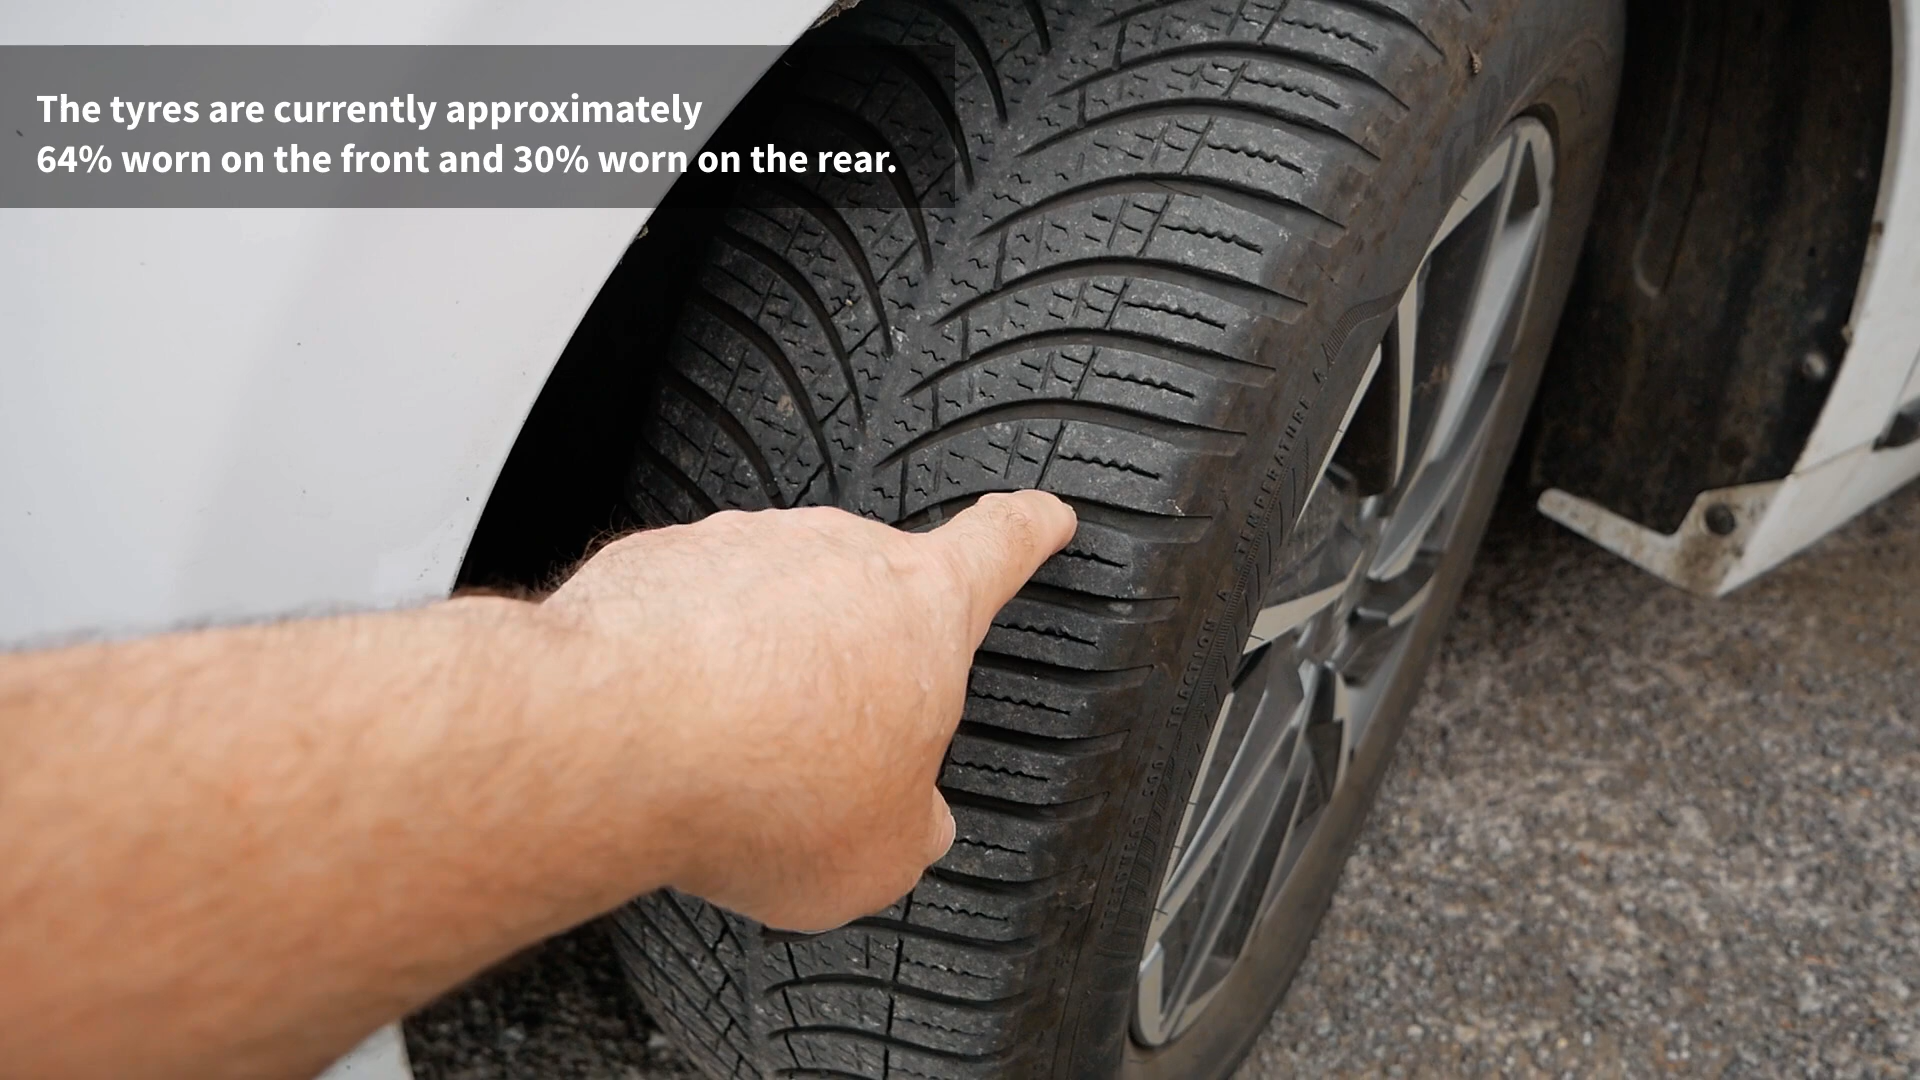 The tyres are currently approximately
64% worn on the front and 30% worn on the rear.
TEMPERATURE A
TRACTION A